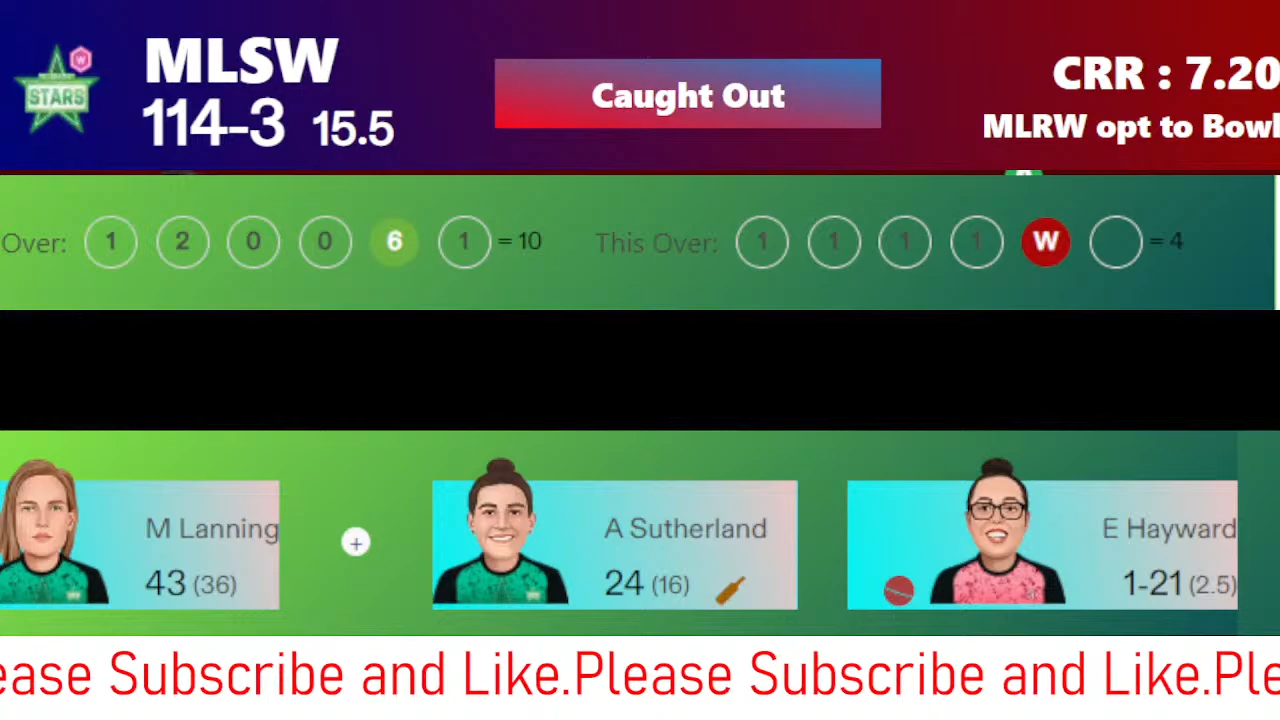 MLSW
114-3 15.5
STARS
Caught Out
CRR : 7.20
MLRW opt to Bowl
Over: 1 2 0 0 6 1 = 10 This Over: 1 1 1 1 W = 4
M Lanning
43 (36)
+
A Sutherland
24 (16)
E Hayward
1-21 (2.5)
ease Subscribe and Like.Please Subscribe and Like.Ple